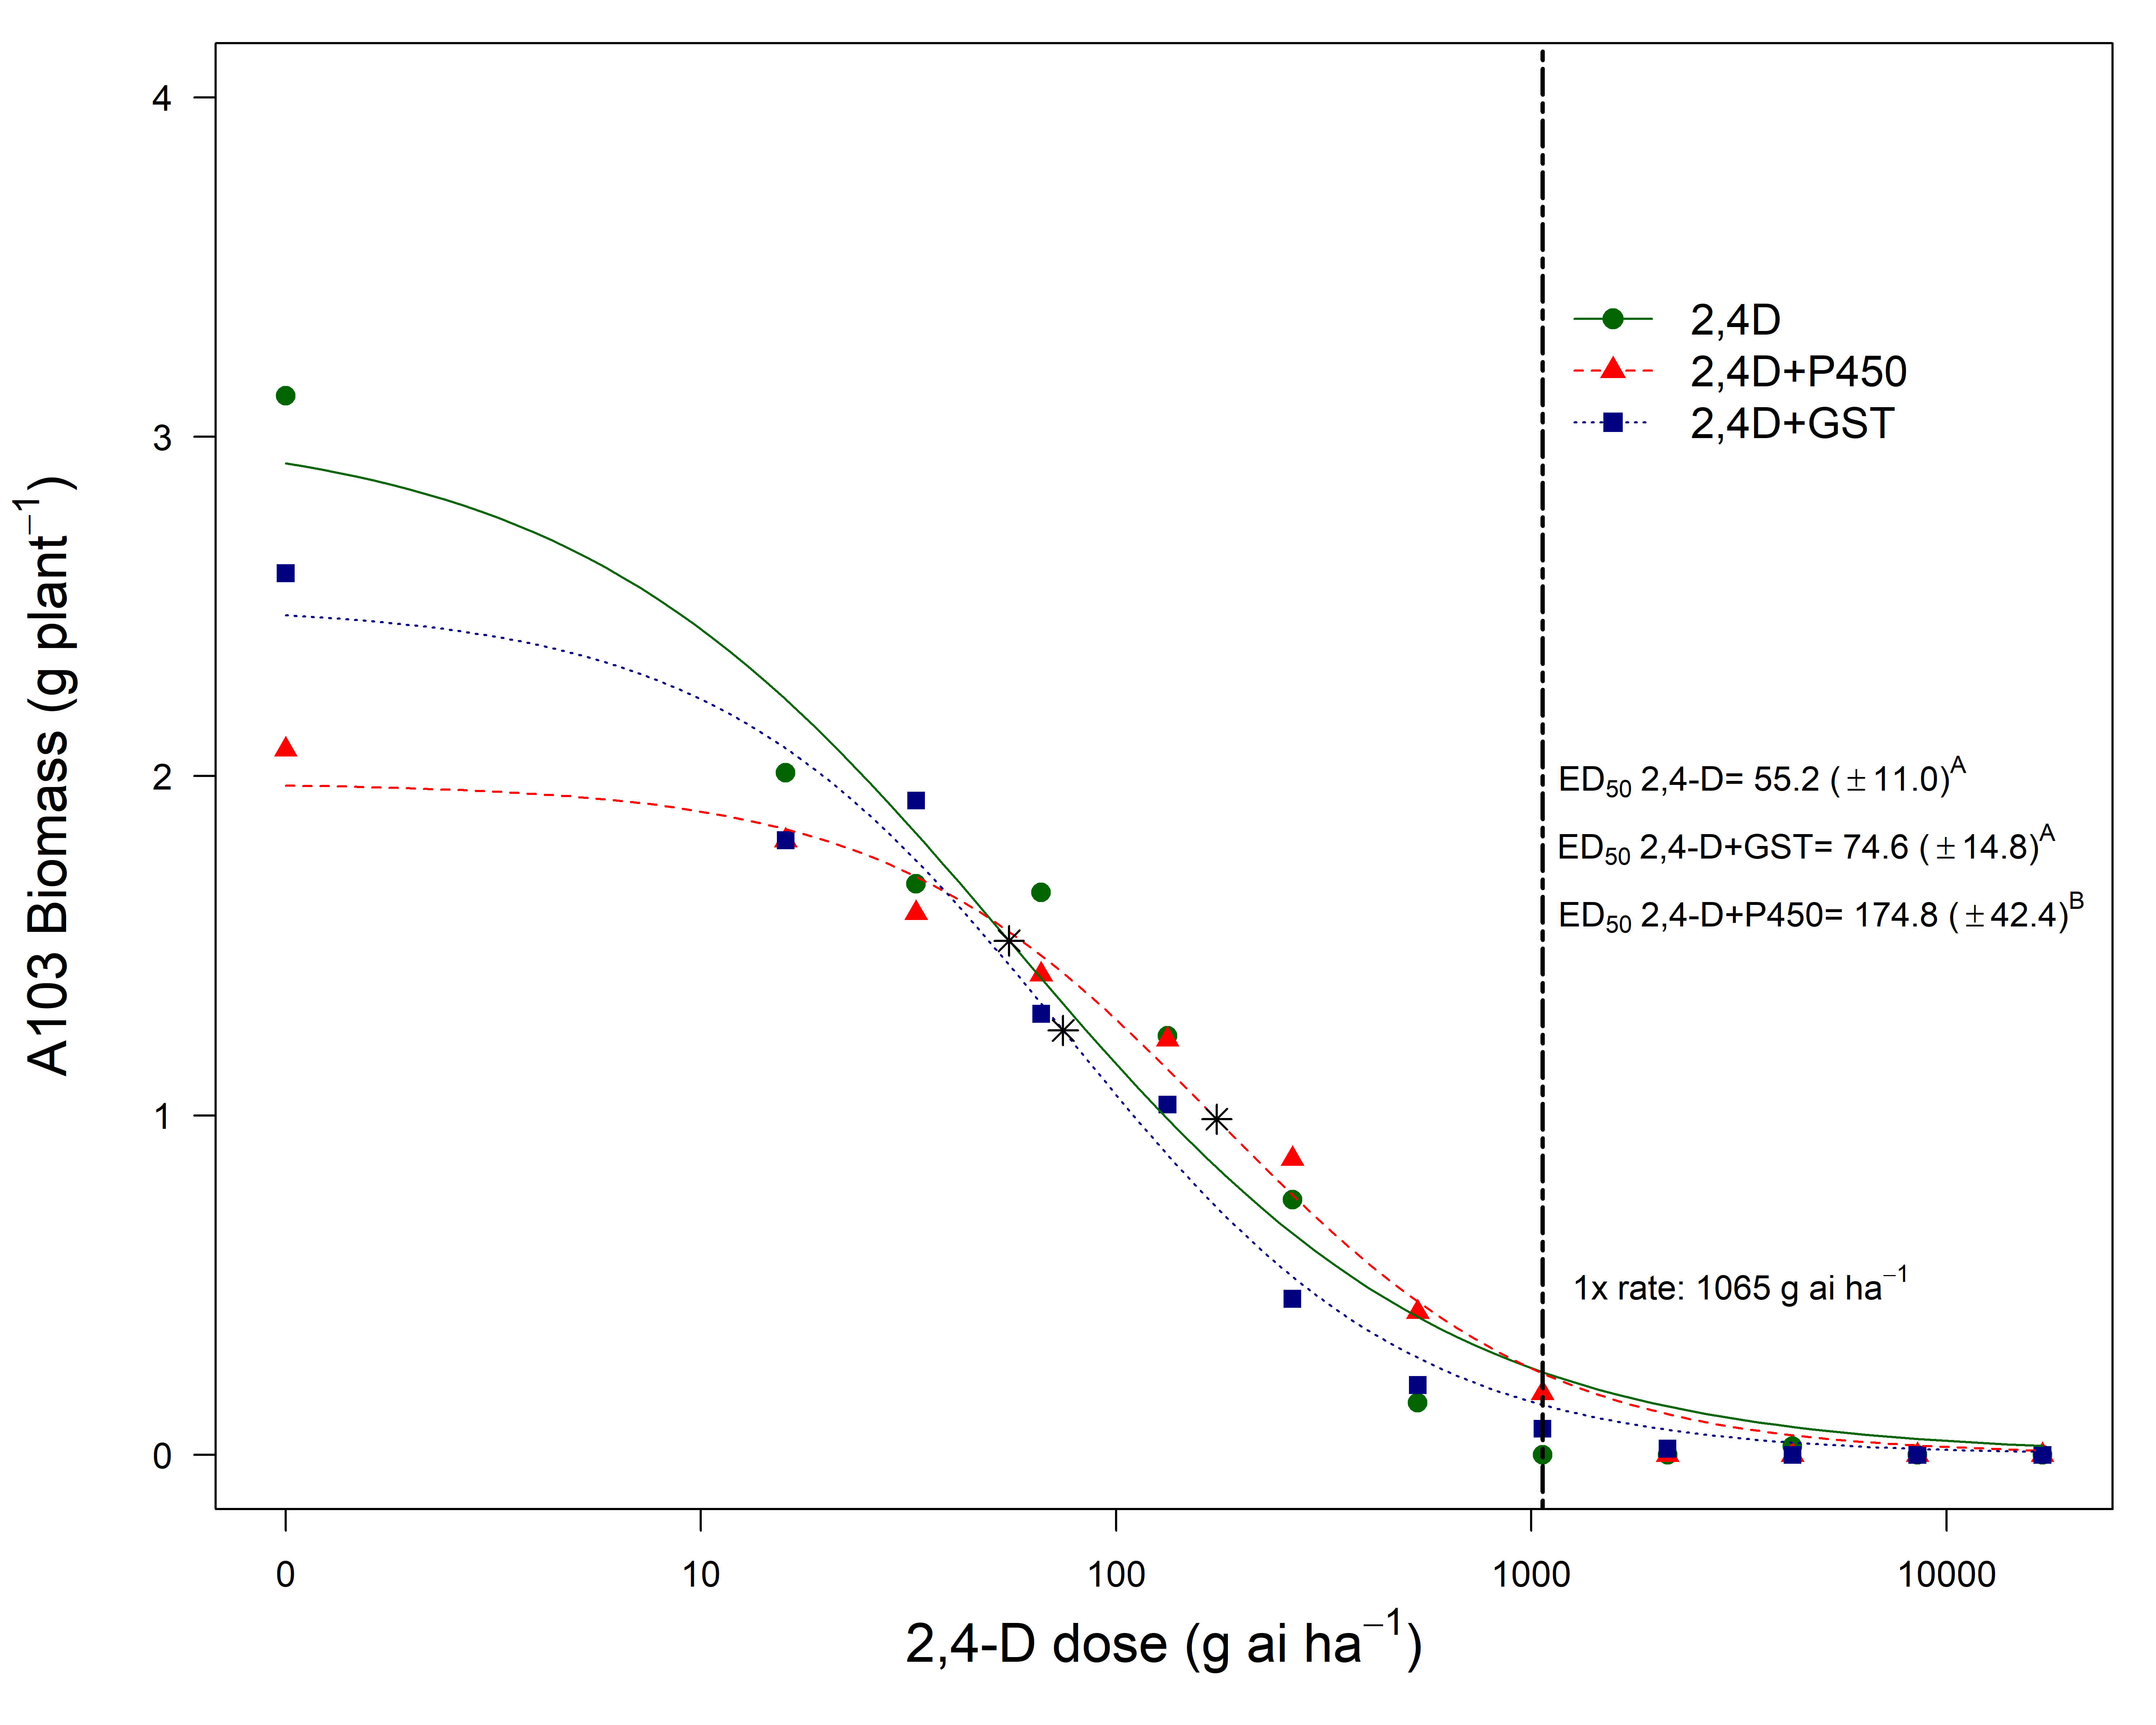 A103 Biomass (g plant⁻¹)
4
3
2
1
0
2,4D
2,4D+P450
2,4D+GST
ED₅₀ 2,4-D= 55.2 (±11.0)ᴬ
ED₅₀ 2,4-D+GST= 74.6 (±14.8)ᴬ
ED₅₀ 2,4-D+P450= 174.8 (±42.4)ᴮ
1x rate: 1065 g ai ha⁻¹
0 10 100 1000 10000
2,4-D dose (g ai ha⁻¹)